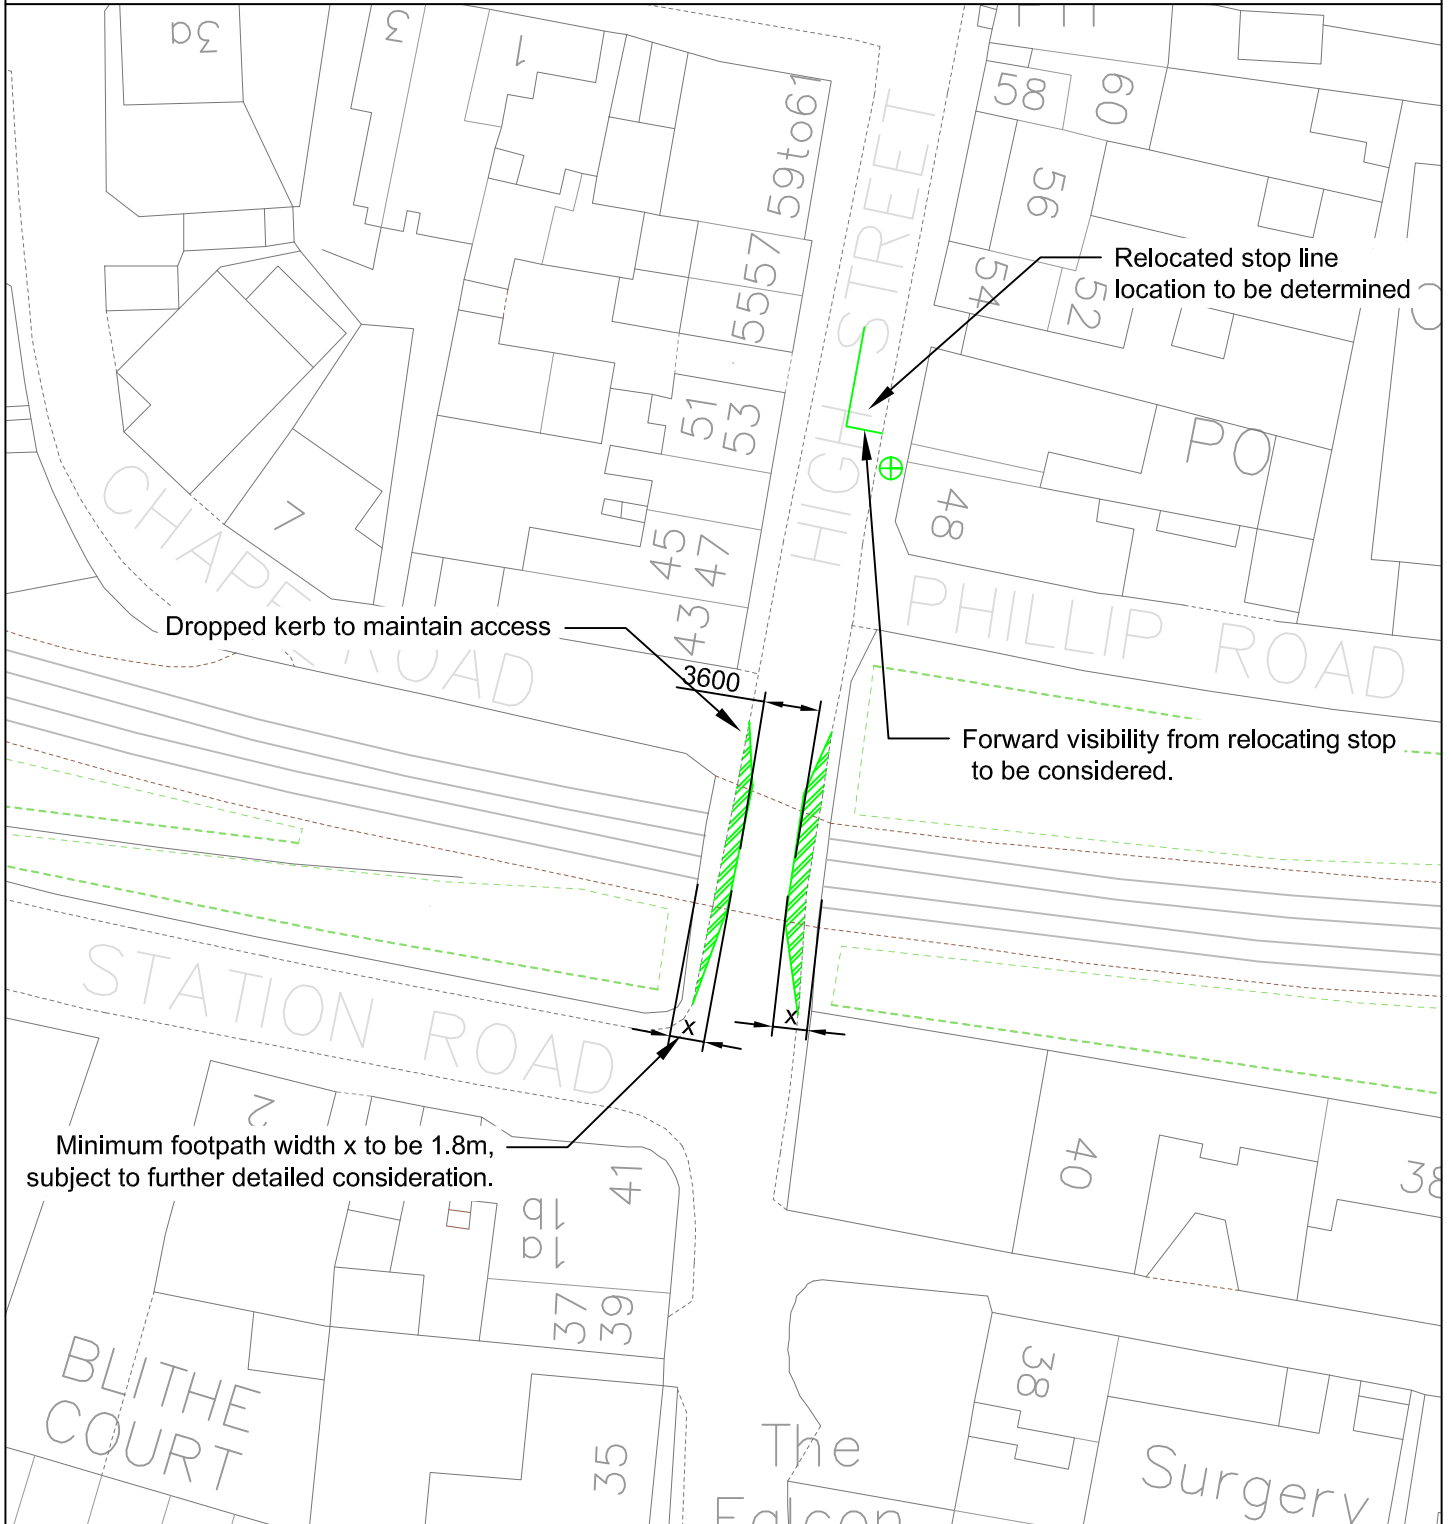 3a
3
1
59to61
58
60
56
54
52
5557
STREET
HIGH
Relocated stop line
location to be determined
51
53
PO
48
7
CHAPEL ROAD
45
47
43
PHILLIP ROAD
Dropped kerb to maintain access
3600
Forward visibility from relocating stop
to be considered.
STATION ROAD
x
x
2
Minimum footpath width x to be 1.8m,
subject to further detailed consideration.
41
1b
1a
40
38
37
39
BLITHE
COURT
35
38
The
Falcon
Surgery